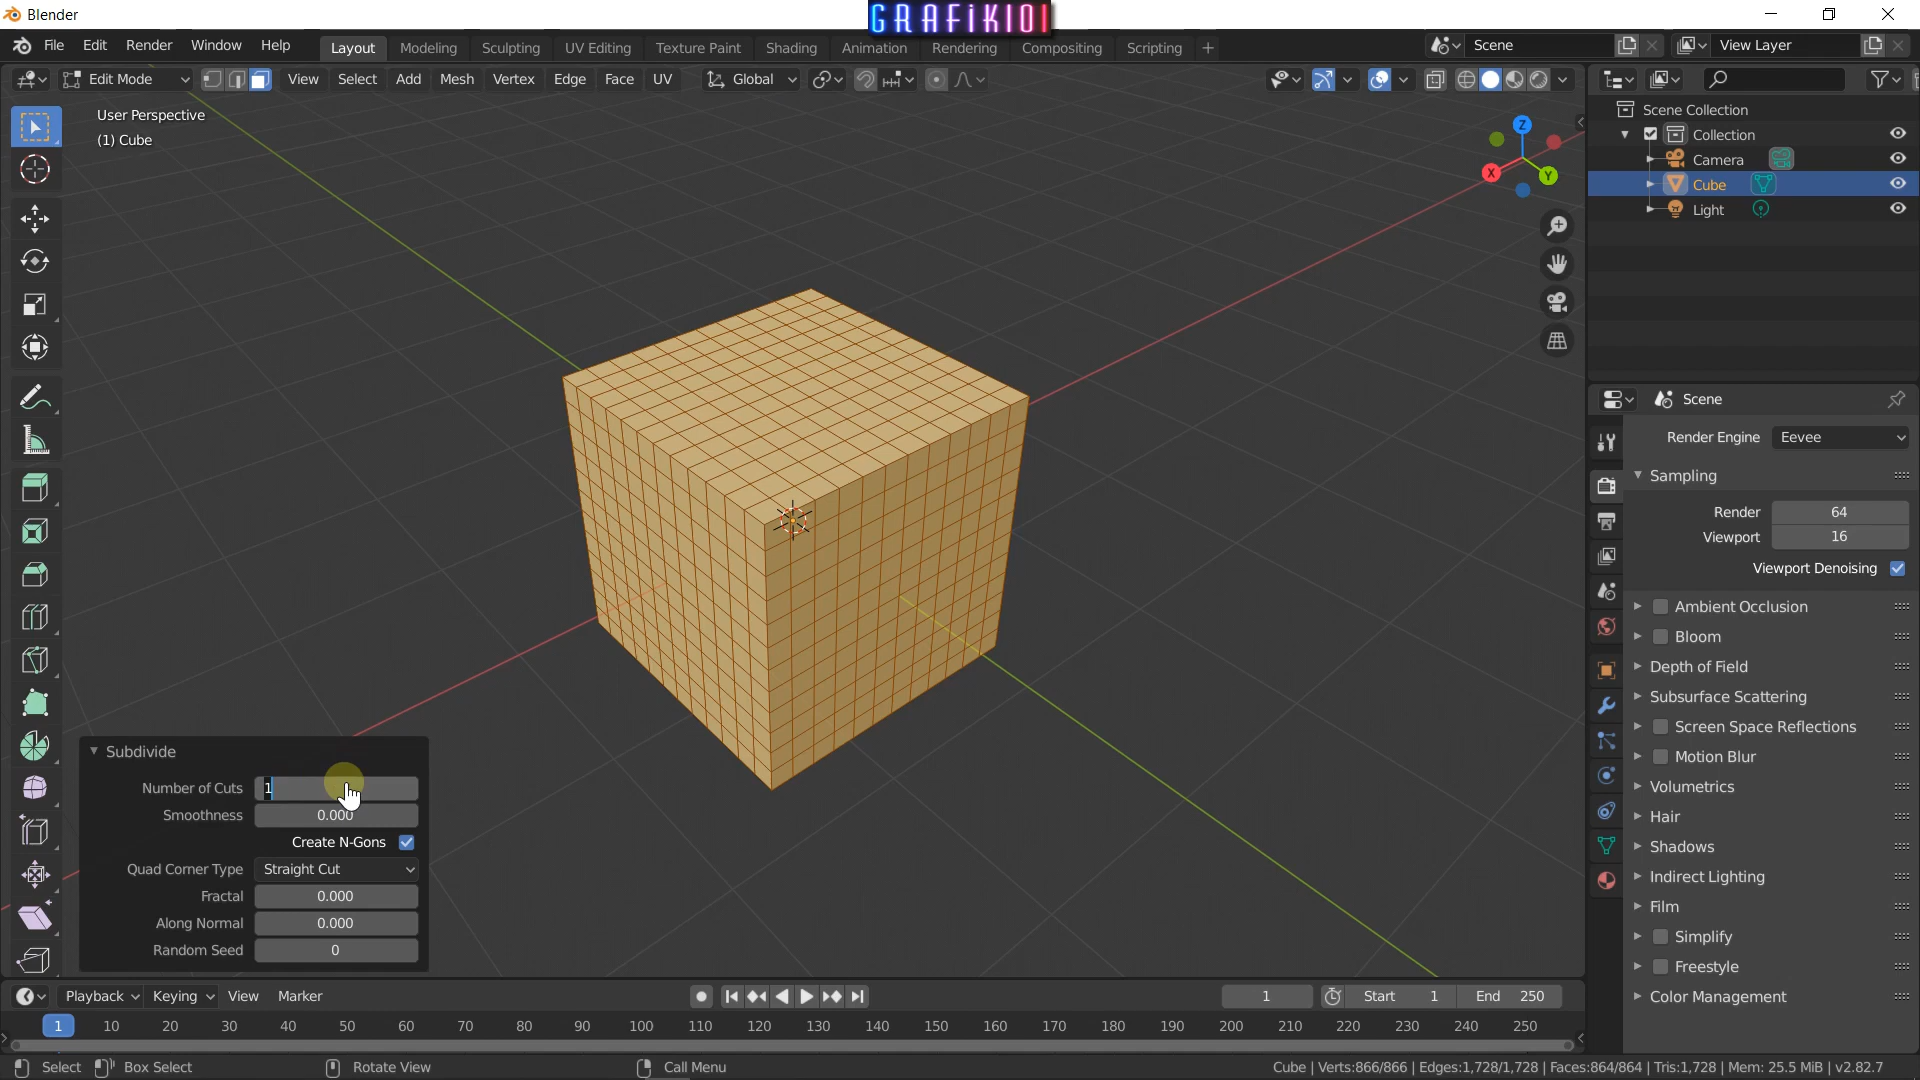 Blender
GRAFiK101
File Edit Render Window Help
Layout Modeling Sculpting UV Editing Texture Paint Shading Animation Rendering Compositing Scripting +
Scene
View Layer
Edit Mode
View Select Add Mesh Vertex Edge Face UV
Global
User Perspective
(1) Cube
Z
X
Y
Scene Collection
Collection
Camera
Cube
Light
Scene
Render Engine Eevee
Sampling
Render 64
Viewport 16
Viewport Denoising
Ambient Occlusion
Bloom
Depth of Field
Subsurface Scattering
Screen Space Reflections
Motion Blur
Volumetrics
Hair
Shadows
Indirect Lighting
Film
Simplify
Freestyle
Color Management
Subdivide
Number of Cuts 1
Smoothness 0.000
Create N-Gons
Quad Corner Type Straight Cut
Fractal 0.000
Along Normal 0.000
Random Seed 0
Playback Keying View Marker
1 Start 1 End 250
1 10 20 30 40 50 60 70 80 90 100 110 120 130 140 150 160 170 180 190 200 210 220 230 240 250
Select Box Select Rotate View Call Menu
Cube | Verts:866/866 | Edges:1,728/1,728 | Faces:864/864 | Tris:1,728 | Mem: 25.5 MiB | v2.82.7